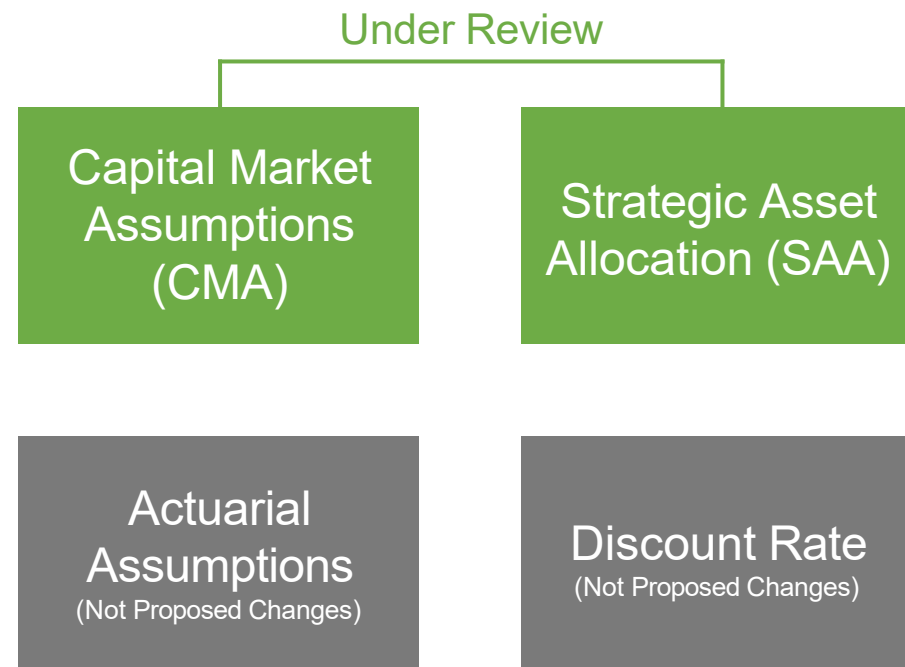 Under Review
Capital Market
Assumptions
(CMA)
Strategic Asset
Allocation (SAA)
Actuarial
Assumptions
(Not Proposed Changes)
Discount Rate
(Not Proposed Changes)